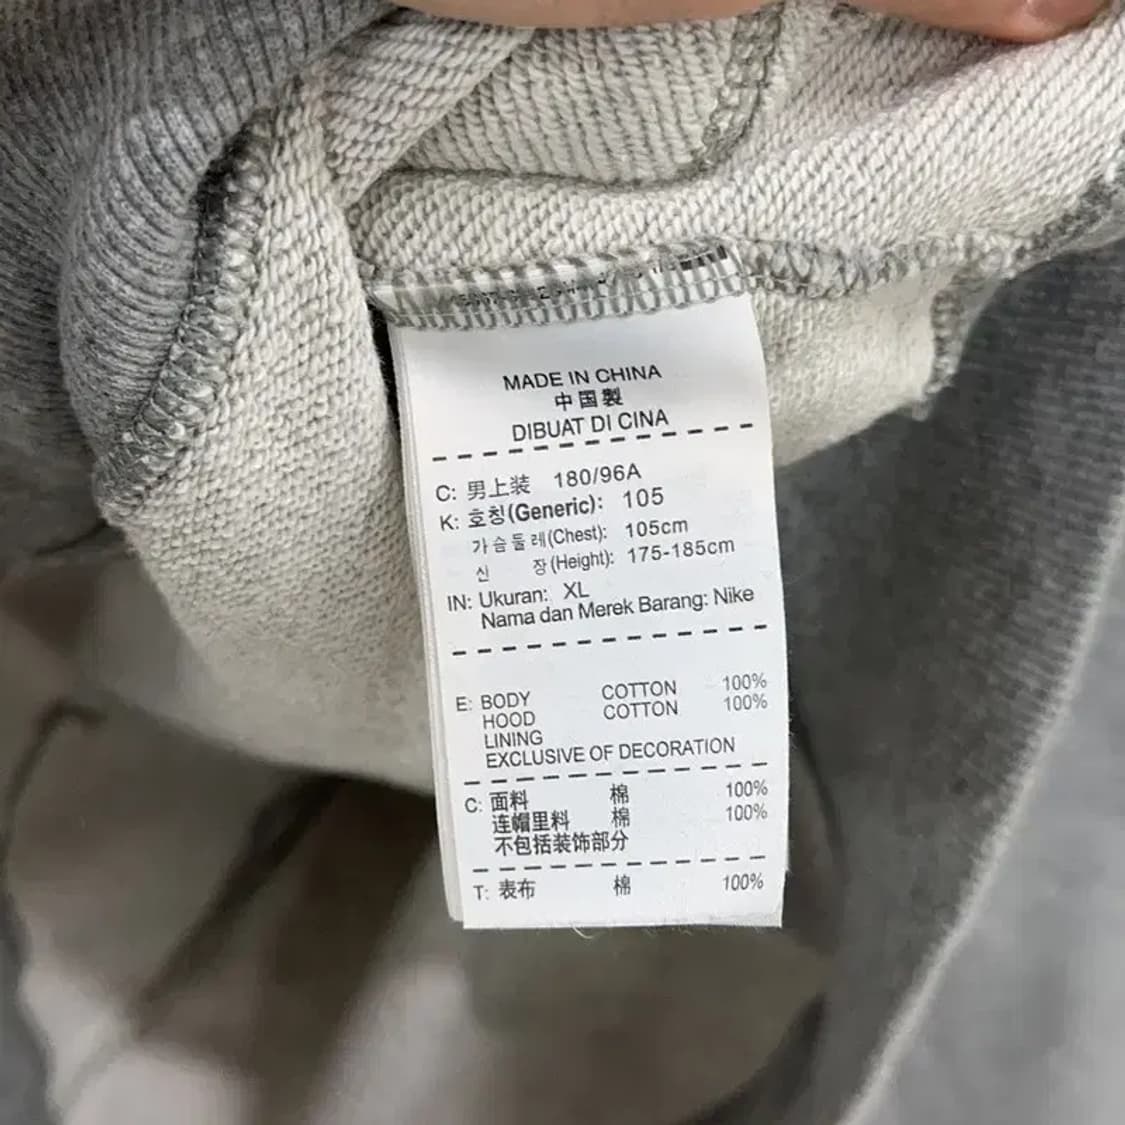 MADE IN CHINA
中国製
DIBUAT DI CINA
C: 男上装 180/96A
K: 호칭(Generic): 105
가슴둘레(Chest): 105cm
신 장(Height): 175-185cm
IN: Ukuran: XL
Nama dan Merek Barang: Nike
E: BODY COTTON 100%
HOOD COTTON 100%
LINING
EXCLUSIVE OF DECORATION
C: 面料 棉 100%
连帽里料 棉 100%
不包括装饰部分
T: 表布 棉 100%